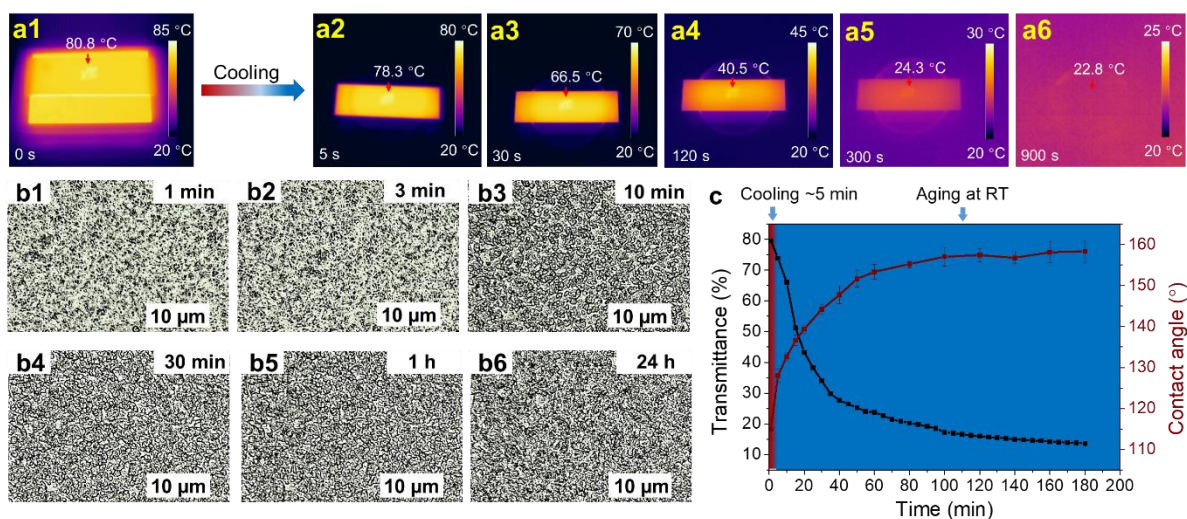 a1
85 °C
80.8 °C
0 s
20 °C
Cooling
a2
80 °C
78.3 °C
5 s
20 °C
a3
70 °C
66.5 °C
30 s
20 °C
a4
45 °C
40.5 °C
120 s
20 °C
a5
30 °C
24.3 °C
300 s
20 °C
a6
25 °C
22.8 °C
900 s
20 °C
b1
1 min
10 μm
b2
3 min
10 μm
b3
10 min
10 μm
b4
30 min
10 μm
b5
1 h
10 μm
b6
24 h
10 μm
c
Cooling ~5 min
Aging at RT
Transmittance (%)
80
70
60
50
40
30
20
10
Contact angle (°)
160
150
140
130
120
110
0 20 40 60 80 100 120 140 160 180 200
Time (min)